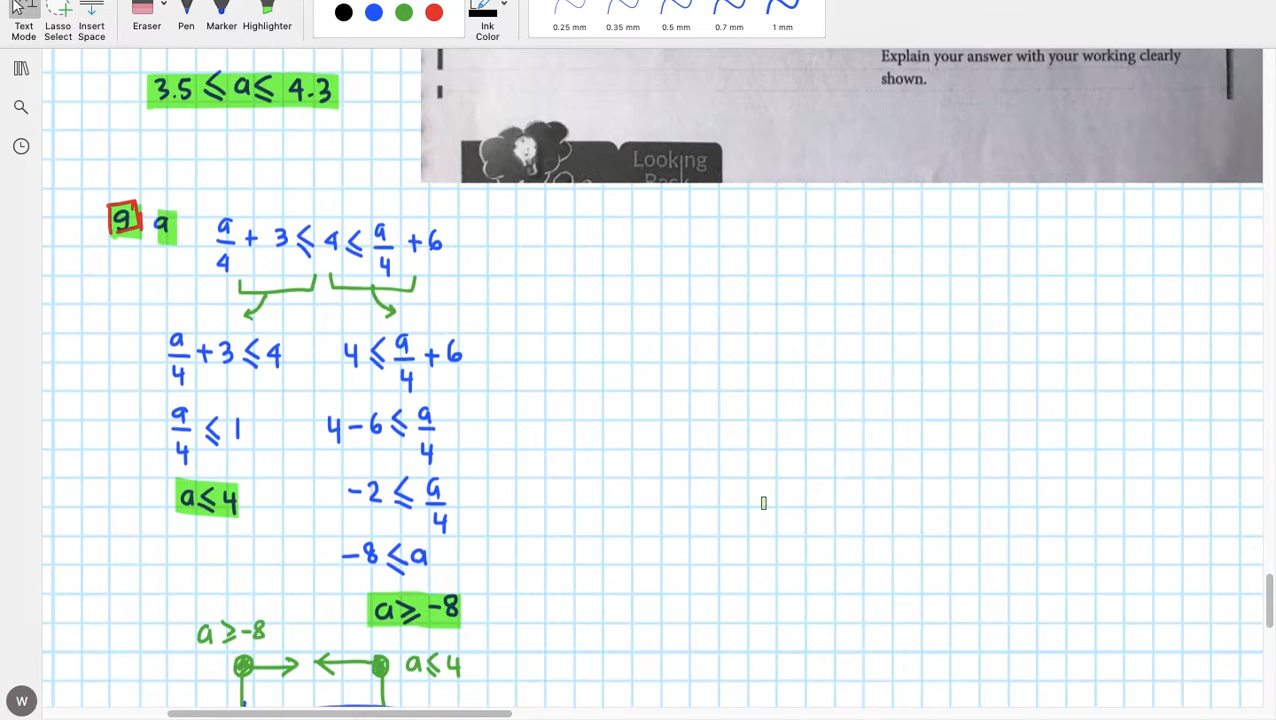 Text Mode
Lasso Select
Insert Space
Eraser
Pen
Marker
Highlighter
Ink Color
0.25 mm
0.35 mm
0.5 mm
0.7 mm
1 mm
3.5 ⩽ a ⩽ 4.3
Explain your answer with your working clearly
shown.
Looking
Back
9 a
a/4 + 3 ⩽ 4 ⩽ a/4 + 6
a/4 + 3 ⩽ 4
4 ⩽ a/4 + 6
a/4 ⩽ 1
4 - 6 ⩽ a/4
a ⩽ 4
-2 ⩽ a/4
-8 ⩽ a
a ⩾ -8
a ⩾ -8
a ⩽ 4
W